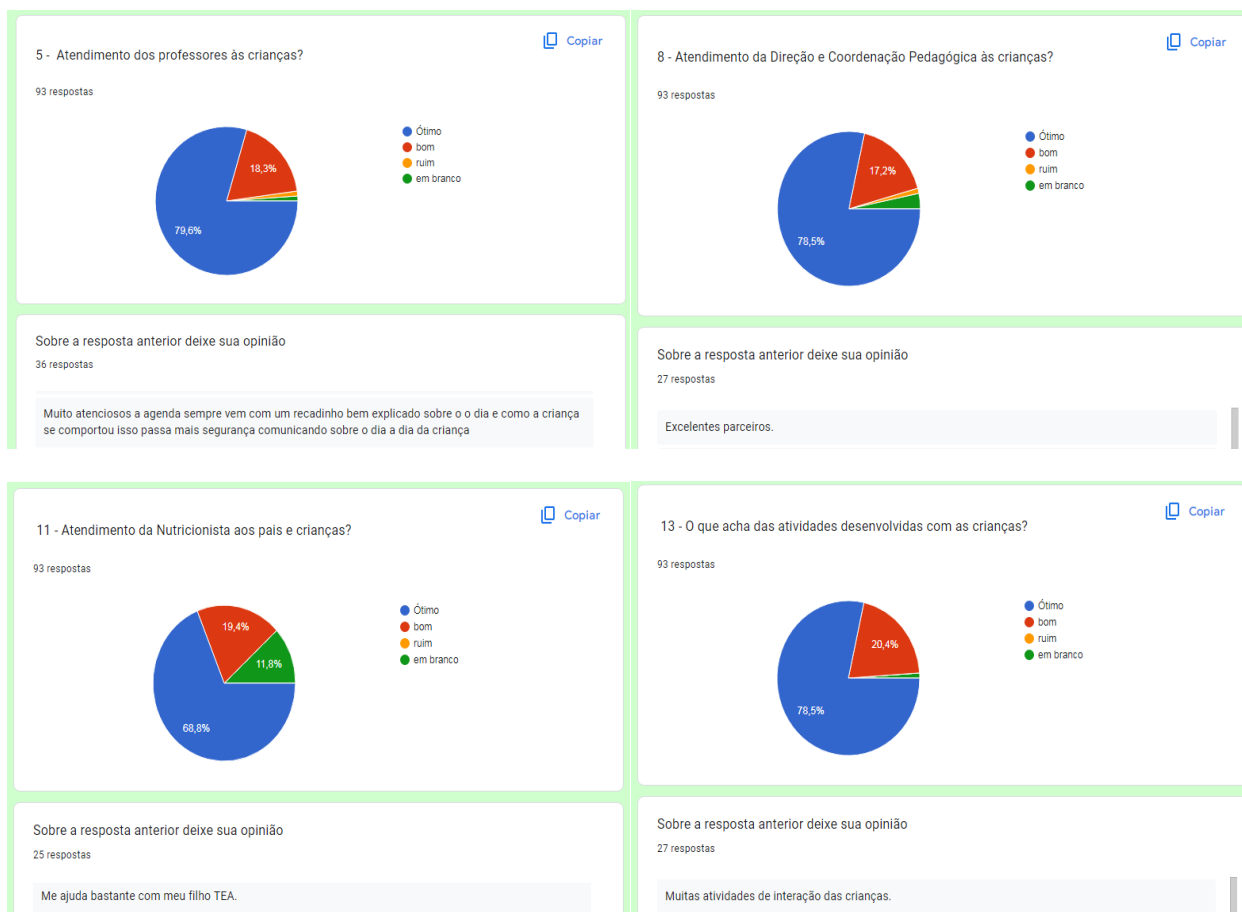 5 - Atendimento dos professores às crianças?
Copiar
93 respostas
Ótimo
bom
ruim
em branco
18,3%
79,6%
Sobre a resposta anterior deixe sua opinião
36 respostas
Muito atenciosos a agenda sempre vem com um recadinho bem explicado sobre o o dia e como a criança
se comportou isso passa mais segurança comunicando sobre o dia a dia da criança
8 - Atendimento da Direção e Coordenação Pedagógica às crianças?
Copiar
93 respostas
Ótimo
bom
ruim
em branco
17,2%
78,5%
Sobre a resposta anterior deixe sua opinião
27 respostas
Excelentes parceiros.
11 - Atendimento da Nutricionista aos pais e crianças?
Copiar
93 respostas
Ótimo
bom
ruim
em branco
19,4%
11,8%
68,8%
Sobre a resposta anterior deixe sua opinião
25 respostas
Me ajuda bastante com meu filho TEA.
13 - O que acha das atividades desenvolvidas com as crianças?
Copiar
93 respostas
Ótimo
bom
ruim
em branco
20,4%
78,5%
Sobre a resposta anterior deixe sua opinião
27 respostas
Muitas atividades de interação das crianças.